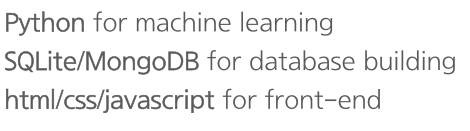 Python for machine learning
SQLite/MongoDB for database building
html/css/javascript for front-end